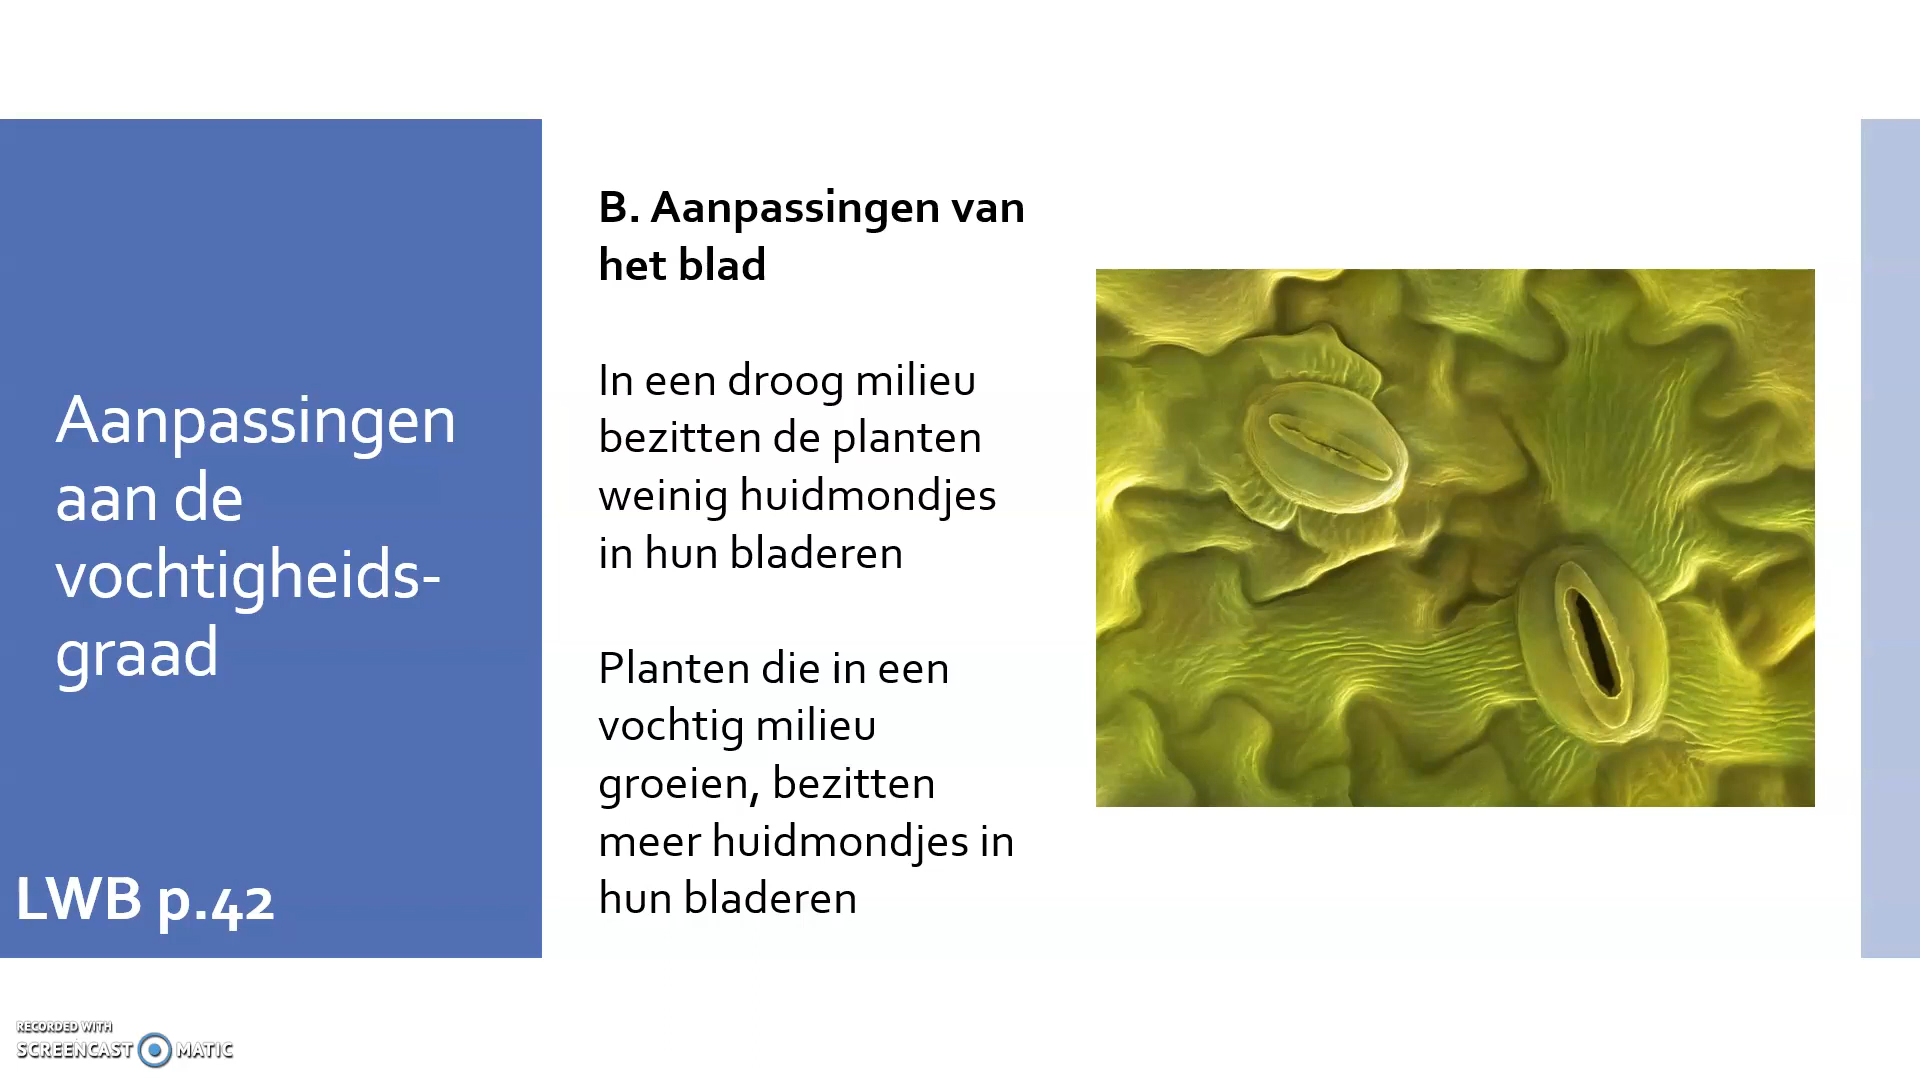 Aanpassingen
aan de
vochtigheids-
graad
LWB p.42
B. Aanpassingen van
het blad
In een droog milieu
bezitten de planten
weinig huidmondjes
in hun bladeren
Planten die in een
vochtig milieu
groeien, bezitten
meer huidmondjes in
hun bladeren
RECORDED WITH
SCREENCAST MATIC